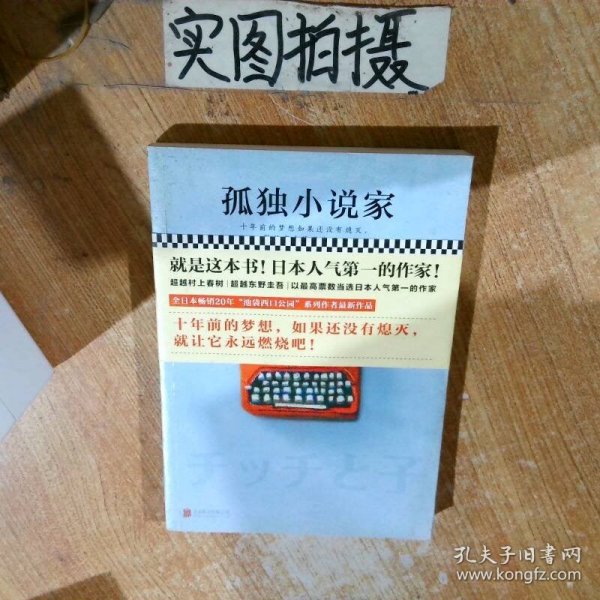 实图拍摄
孤独小说家
十年前的梦想如果还没有熄灭,
就是这本书!日本人气第一的作家!
超越村上春树|超越东野圭吾|以最高票数当选日本人气第一的作家
全日本畅销20年“池袋西口公园”系列作者最新作品
十年前的梦想,如果还没有熄灭,
就让它永远燃烧吧!
チッチと子
孔夫子旧书网
www.kongfz.com